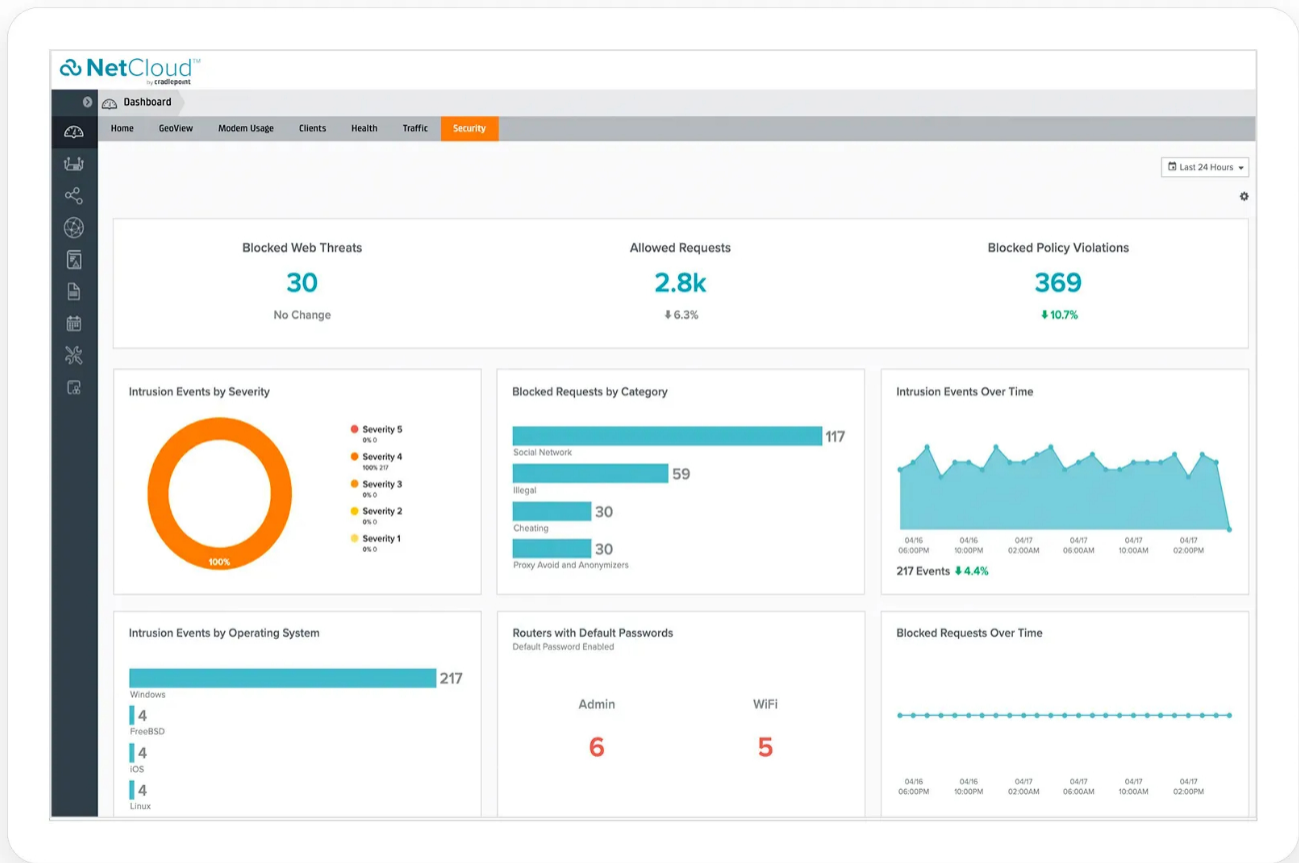 NetCloud™
by cradlepoint
Dashboard
Home GeoView Modem Usage Clients Health Traffic Security
Last 24 Hours
Blocked Web Threats
30
No Change
Allowed Requests
2.8k
6.3%
Blocked Policy Violations
369
10.7%
Intrusion Events by Severity
100%
Severity 5
0% 0
Severity 4
100% 217
Severity 3
0% 0
Severity 2
0% 0
Severity 1
0% 0
Blocked Requests by Category
117
Social Network
59
Illegal
30
Cheating
30
Proxy Avoid and Anonymizers
Intrusion Events Over Time
04/16 04/16 04/17 04/17 04/17 04/17
06:00PM 10:00PM 02:00AM 06:00AM 10:00AM 02:00PM
217 Events 4.4%
Intrusion Events by Operating System
217
Windows
4
FreeBSD
4
iOS
4
Linux
Routers with Default Passwords
Default Password Enabled
Admin WiFi
6 5
Blocked Requests Over Time
04/16 04/16 04/17 04/17 04/17 04/17
06:00PM 10:00PM 02:00AM 06:00AM 10:00AM 02:00PM